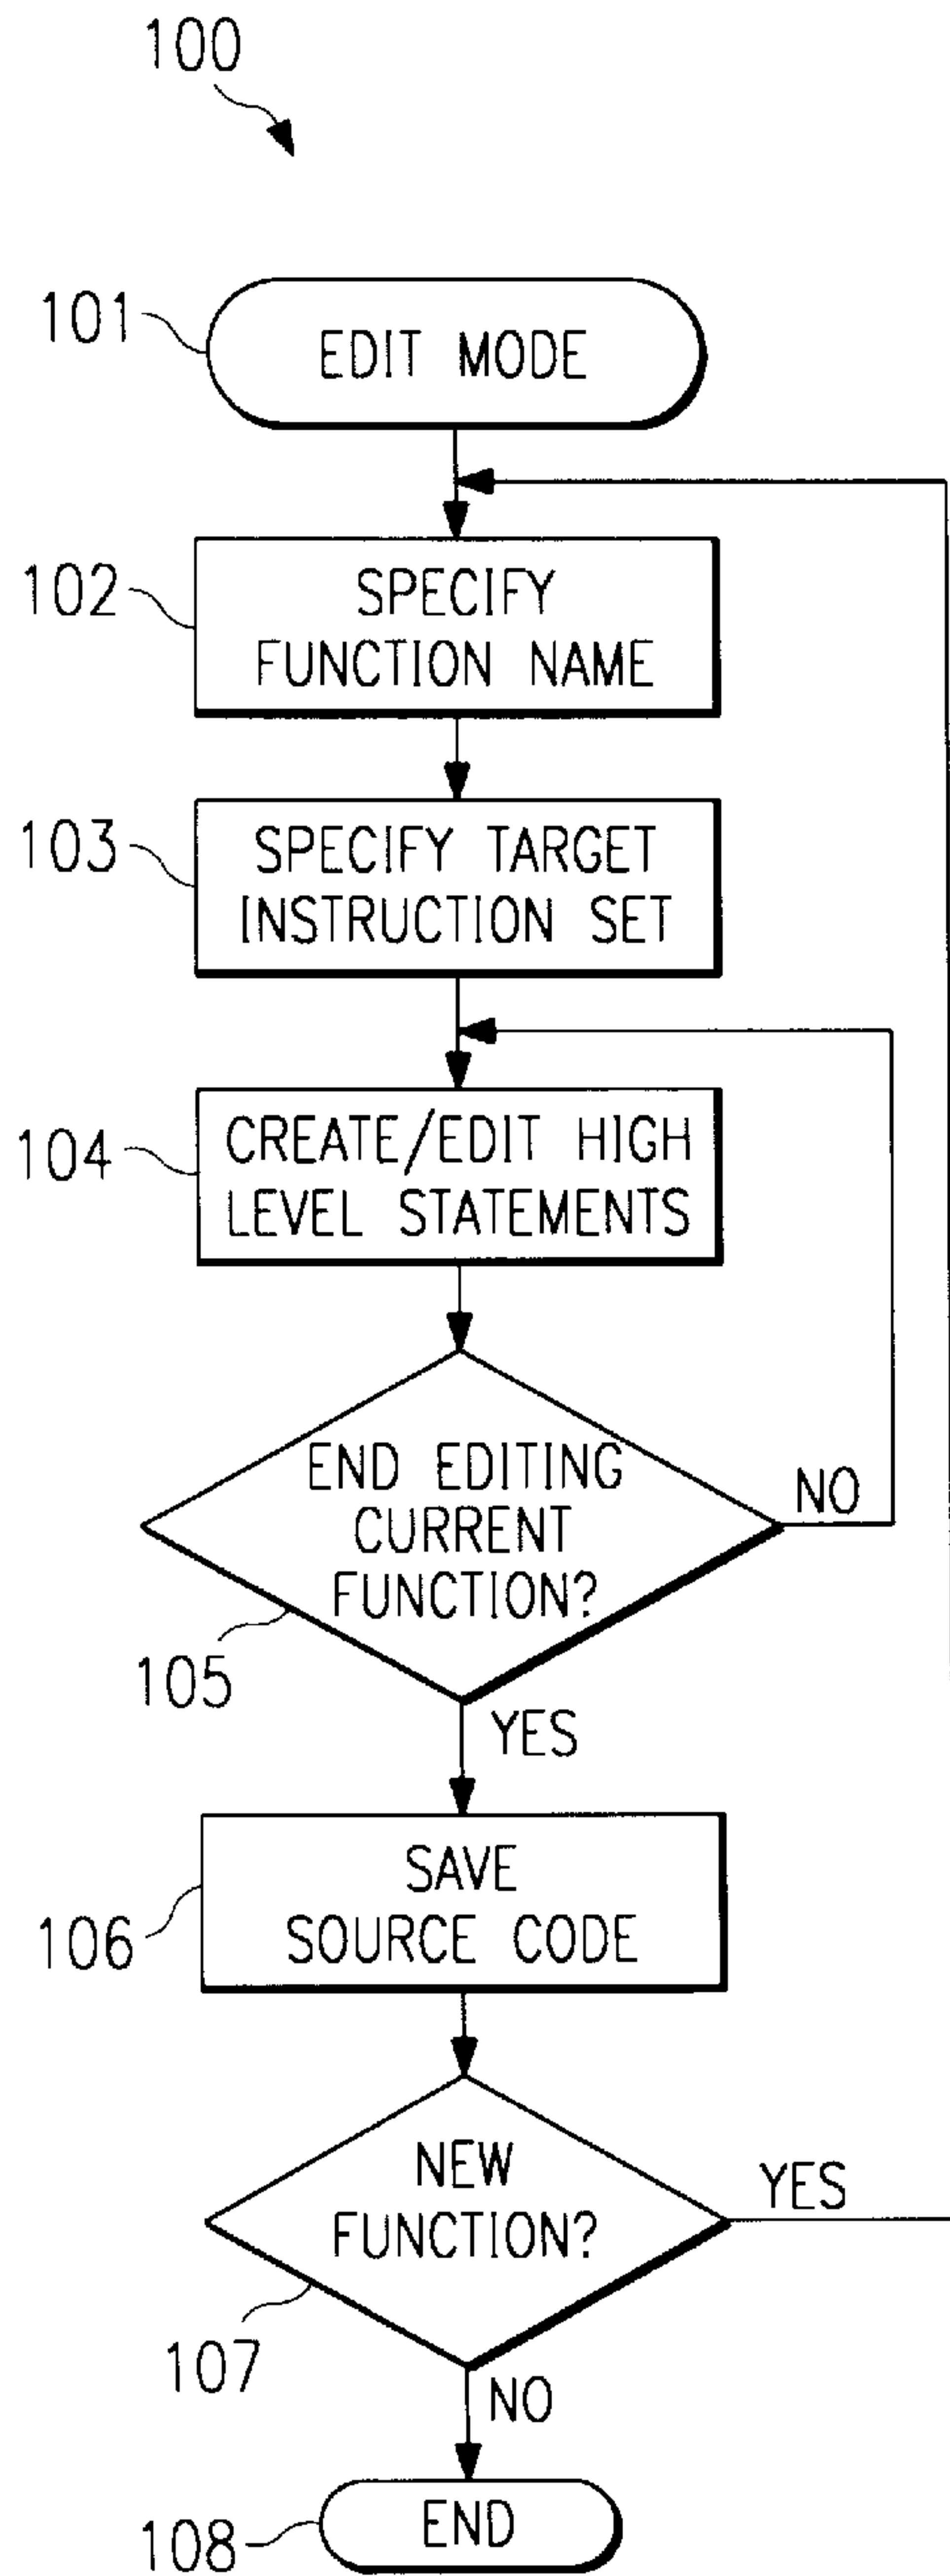 100
101
EDIT MODE
102
SPECIFY
FUNCTION NAME
103
SPECIFY TARGET
INSTRUCTION SET
104
CREATE/EDIT HIGH
LEVEL STATEMENTS
END EDITING
CURRENT
FUNCTION?
NO
105
YES
106
SAVE
SOURCE CODE
NEW
FUNCTION?
YES
107
NO
108
END